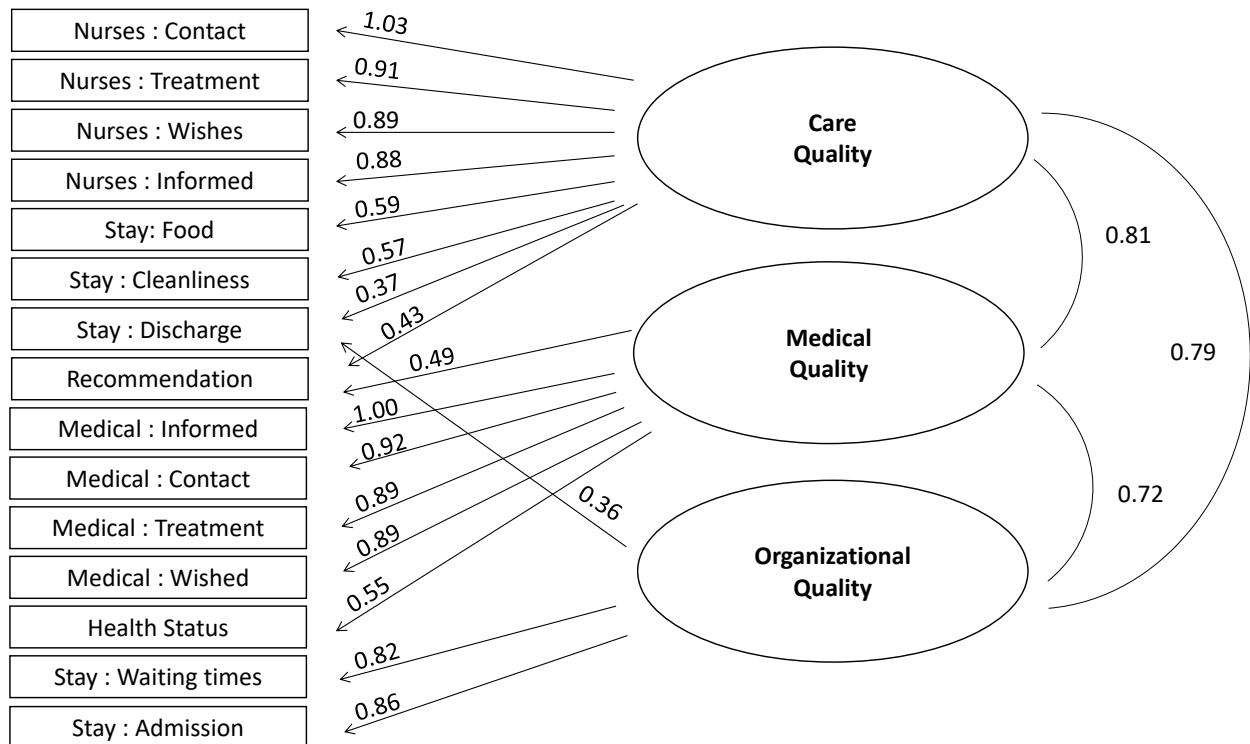 Nurses : Contact
Nurses : Treatment
Nurses : Wishes
Nurses : Informed
Stay: Food
Stay : Cleanliness
Stay : Discharge
Recommendation
Medical : Informed
Medical : Contact
Medical : Treatment
Medical : Wished
Health Status
Stay : Waiting times
Stay : Admission
1.03
0.91
0.89
0.88
0.59
0.57
0.37
0.43
0.49
1.00
0.92
0.89
0.89
0.55
0.36
0.82
0.86
Care
Quality
Medical
Quality
Organizational
Quality
0.81
0.79
0.72